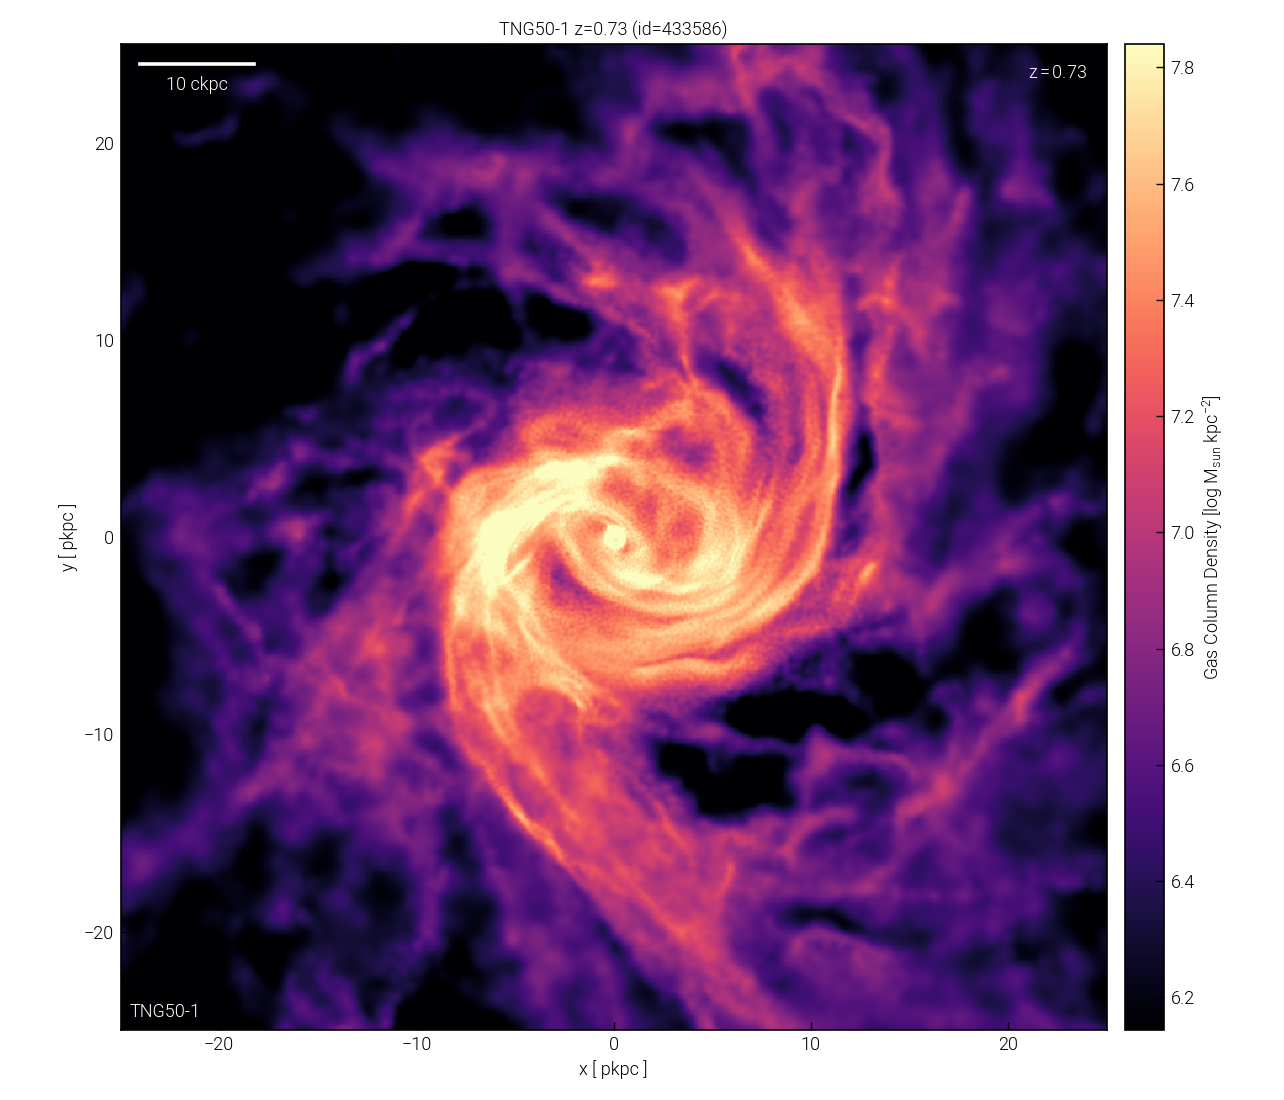 TNG50-1 z=0.73 (id=433586)
10 ckpc
z = 0.73
TNG50-1
20
10
0
−10
−20
y [ pkpc ]
−20
−10
0
10
20
x [ pkpc ]
7.8
7.6
7.4
7.2
7.0
6.8
6.6
6.4
6.2
Gas Column Density [log M_sun kpc^−2]